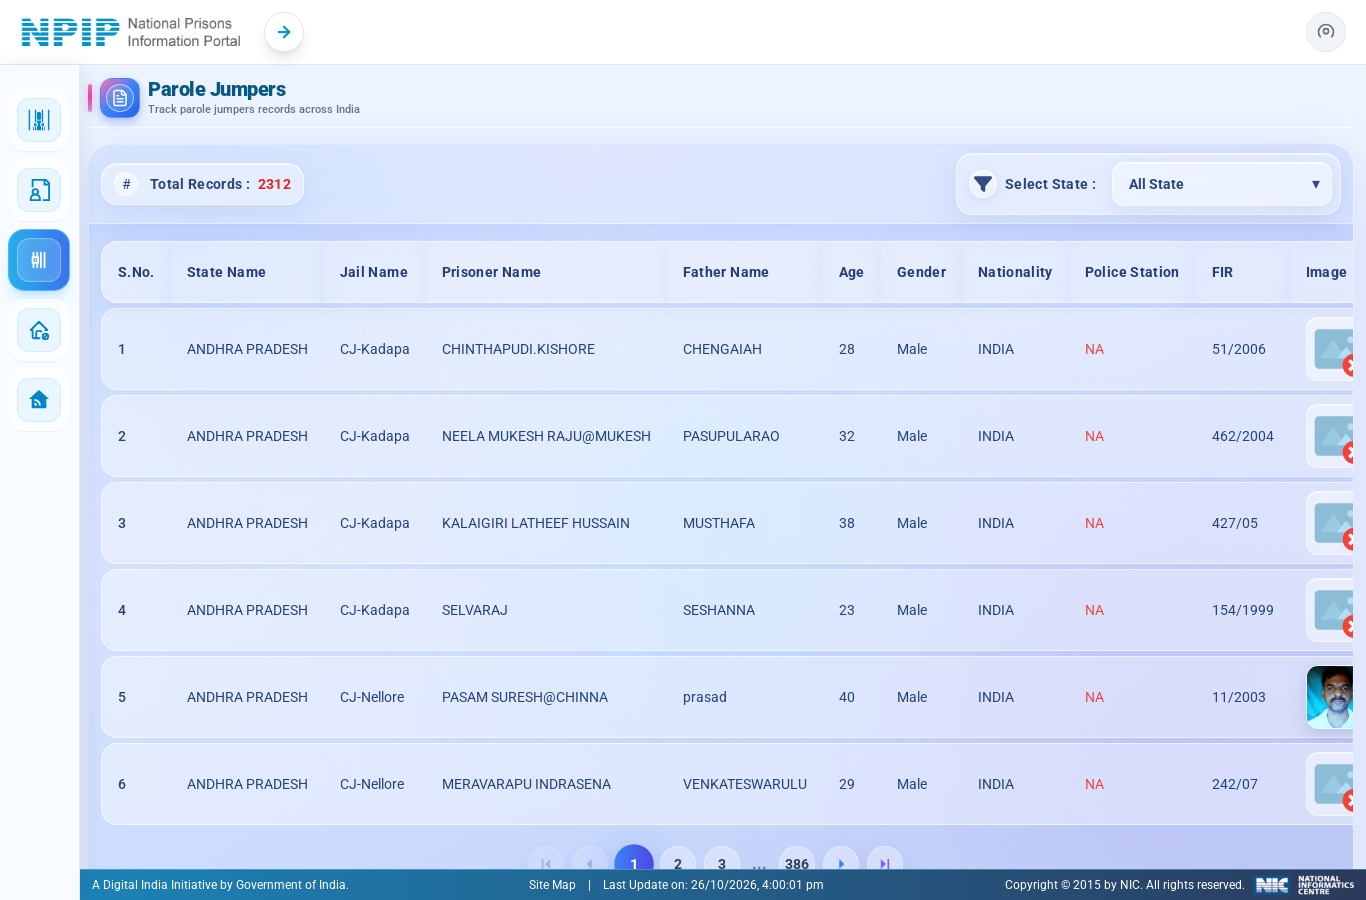 NPIP National Prisons
Information Portal
Parole Jumpers
Track parole jumpers records across India
# Total Records : 2312
Select State : All State ▼
S.No. State Name Jail Name Prisoner Name Father Name Age Gender Nationality Police Station FIR Image
1 ANDHRA PRADESH CJ-Kadapa CHINTHAPUDI.KISHORE CHENGAIAH 28 Male INDIA NA 51/2006
2 ANDHRA PRADESH CJ-Kadapa NEELA MUKESH RAJU@MUKESH PASUPULARAO 32 Male INDIA NA 462/2004
3 ANDHRA PRADESH CJ-Kadapa KALAIGIRI LATHEEF HUSSAIN MUSTHAFA 38 Male INDIA NA 427/05
4 ANDHRA PRADESH CJ-Kadapa SELVARAJ SESHANNA 23 Male INDIA NA 154/1999
5 ANDHRA PRADESH CJ-Nellore PASAM SURESH@CHINNA prasad 40 Male INDIA NA 11/2003
6 ANDHRA PRADESH CJ-Nellore MERAVARAPU INDRASENA VENKATESWARULU 29 Male INDIA NA 242/07
1 2 3 ... 386
A Digital India Initiative by Government of India. Site Map | Last Update on: 26/10/2026, 4:00:01 pm Copyright © 2015 by NIC. All rights reserved. NIC NATIONAL
INFORMATICS
CENTRE